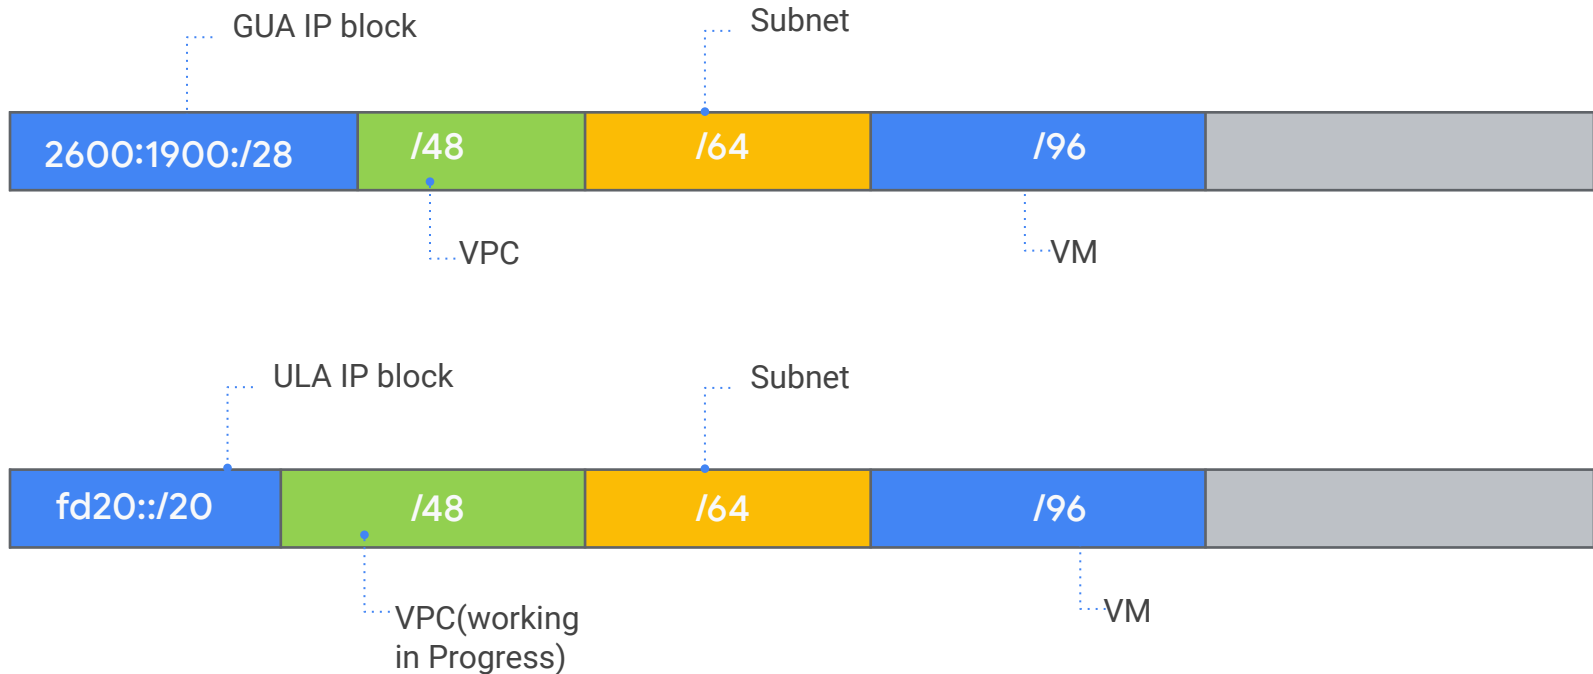 GUA IP block
Subnet
2600:1900:/28
/48
/64
/96
VPC
VM
ULA IP block
Subnet
fd20::/20
/48
/64
/96
VPC(working
in Progress)
VM